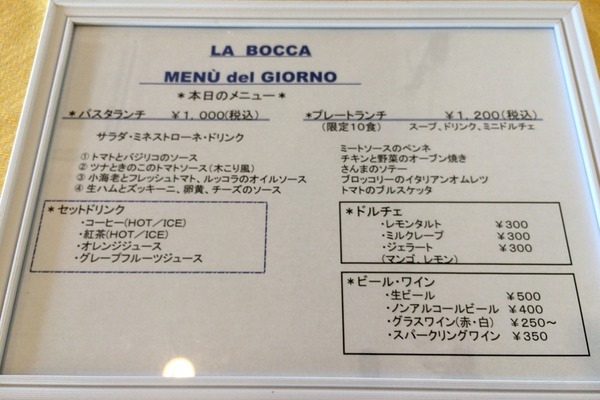 LA BOCCA
MENÙ del GIORNO
＊本日のメニュー＊
＊パスタランチ ￥1,000(税込)
サラダ・ミネストローネ・ドリンク
①トマトとバジリコのソース
②ツナときのこのトマトソース(木こり風)
③小海老とフレッシュトマト、ルッコラのオイルソース
④生ハムとズッキーニ、卵黄、チーズのソース
＊セットドリンク
・コーヒー(HOT／ICE)
・紅茶(HOT／ICE)
・オレンジジュース
・グレープフルーツジュース
＊プレートランチ ￥1,200(税込)
(限定10食) スープ、ドリンク、ミニドルチェ
ミートソースのペンネ
チキンと野菜のオーブン焼き
さんまのソテー
ブロッコリーのイタリアンオムレツ
トマトのブルスケッタ
＊ドルチェ
・レモンタルト ￥300
・ミルクレープ ￥300
・ジェラート ￥300
(マンゴ、レモン)
＊ビール・ワイン
・生ビール ￥500
・ノンアルコールビール ￥400
・グラスワイン(赤・白) ￥250～
・スパークリングワイン ￥350